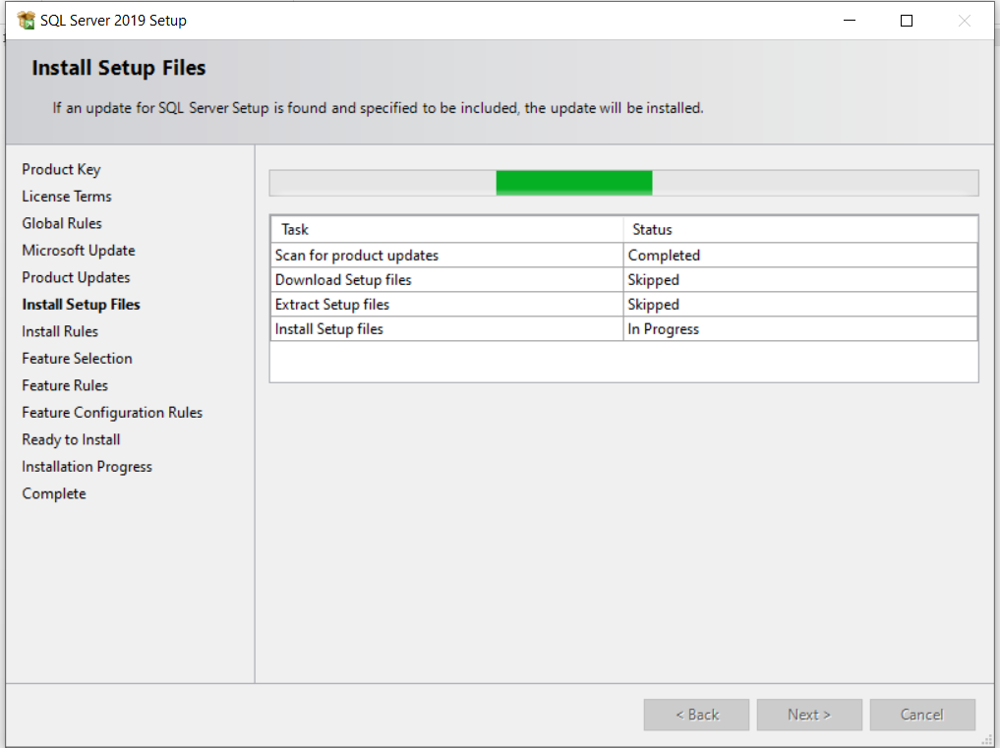 SQL Server 2019 Setup
Install Setup Files
If an update for SQL Server Setup is found and specified to be included, the update will be installed.
Product Key
License Terms
Global Rules
Microsoft Update
Product Updates
Install Setup Files
Install Rules
Feature Selection
Feature Rules
Feature Configuration Rules
Ready to Install
Installation Progress
Complete
Task Status
Scan for product updates Completed
Download Setup files Skipped
Extract Setup files Skipped
Install Setup files In Progress
< Back Next > Cancel